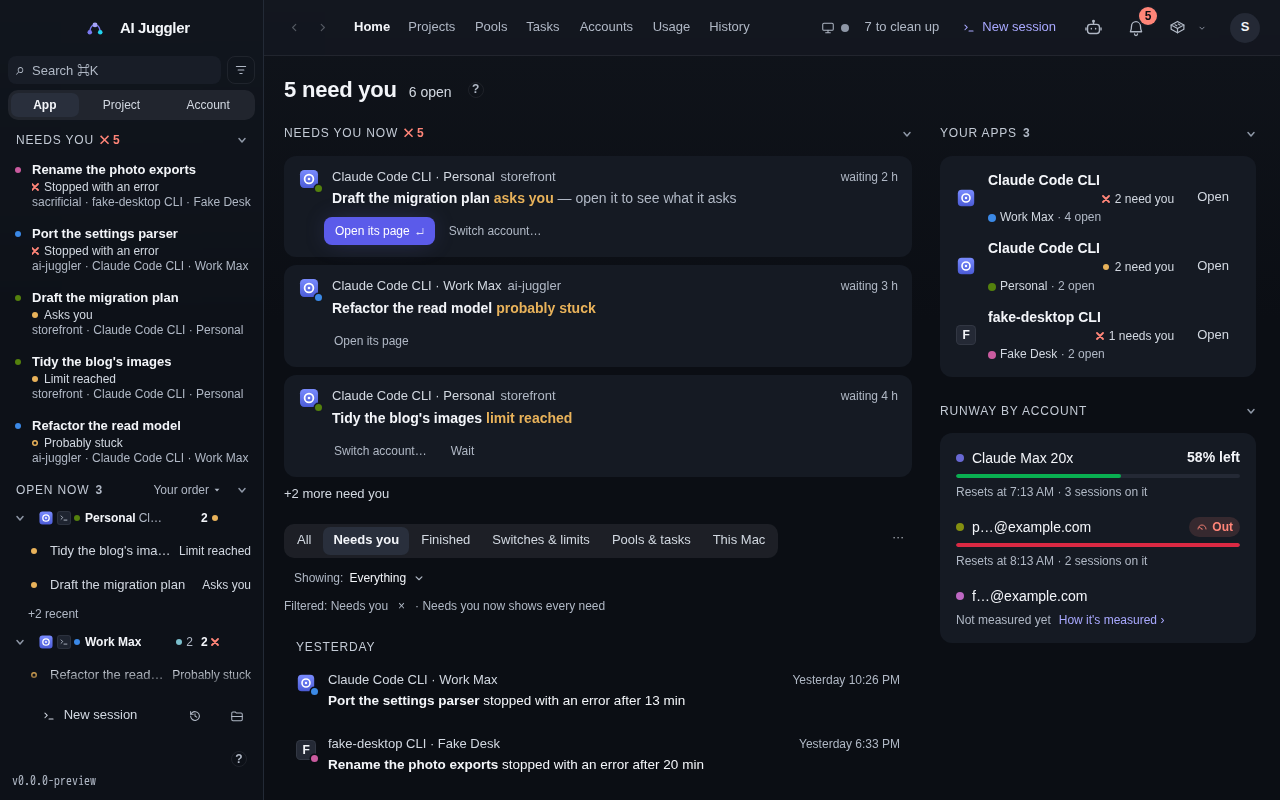 AI Juggler
Search ⌘K
App
Project
Account
NEEDS YOU 5
Rename the photo exports
Stopped with an error
sacrificial · fake-desktop CLI · Fake Desk
Port the settings parser
Stopped with an error
ai-juggler · Claude Code CLI · Work Max
Draft the migration plan
Asks you
storefront · Claude Code CLI · Personal
Tidy the blog's images
Limit reached
storefront · Claude Code CLI · Personal
Refactor the read model
Probably stuck
ai-juggler · Claude Code CLI · Work Max
OPEN NOW 3
Your order
Personal Cl… 2
Tidy the blog's ima… Limit reached
Draft the migration plan Asks you
+2 recent
Work Max 2 2
Refactor the read… Probably stuck
New session
?
v0.0.0-preview
Home
Projects
Pools
Tasks
Accounts
Usage
History
7 to clean up
New session
5
S
5 need you 6 open ?
NEEDS YOU NOW 5
Claude Code CLI · Personal storefront waiting 2 h
Draft the migration plan asks you — open it to see what it asks
Open its page
Switch account…
Claude Code CLI · Work Max ai-juggler waiting 3 h
Refactor the read model probably stuck
Open its page
Claude Code CLI · Personal storefront waiting 4 h
Tidy the blog's images limit reached
Switch account…
Wait
+2 more need you
All
Needs you
Finished
Switches & limits
Pools & tasks
This Mac
…
Showing: Everything
Filtered: Needs you × · Needs you now shows every need
YESTERDAY
Claude Code CLI · Work Max Yesterday 10:26 PM
Port the settings parser stopped with an error after 13 min
F
fake-desktop CLI · Fake Desk Yesterday 6:33 PM
Rename the photo exports stopped with an error after 20 min
YOUR APPS 3
Claude Code CLI
2 need you
Open
Work Max · 4 open
Claude Code CLI
2 need you
Open
Personal · 2 open
F
fake-desktop CLI
1 needs you
Open
Fake Desk · 2 open
RUNWAY BY ACCOUNT
Claude Max 20x 58% left
Resets at 7:13 AM · 3 sessions on it
p…@example.com Out
Resets at 8:13 AM · 2 sessions on it
f…@example.com
Not measured yet How it's measured ›